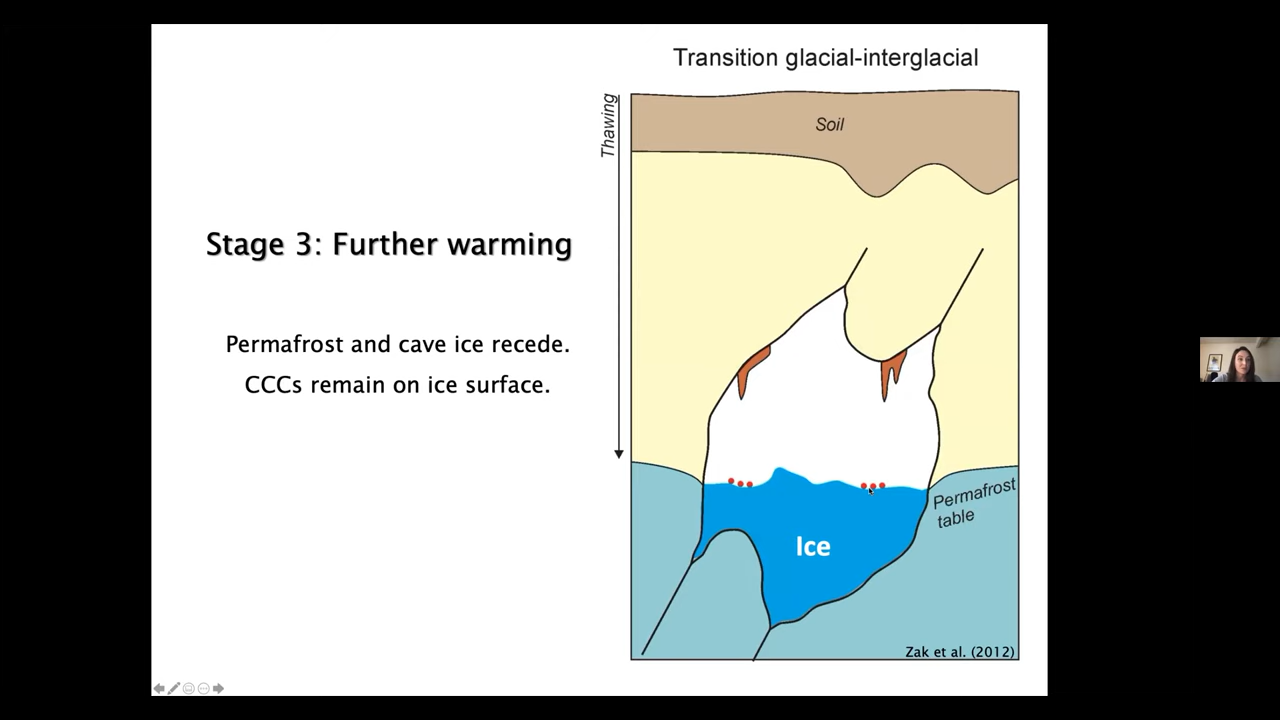 Transition glacial-interglacial
Thawing
Soil
Stage 3: Further warming
Permafrost and cave ice recede.
CCCs remain on ice surface.
Permafrost
table
Ice
Zak et al. (2012)